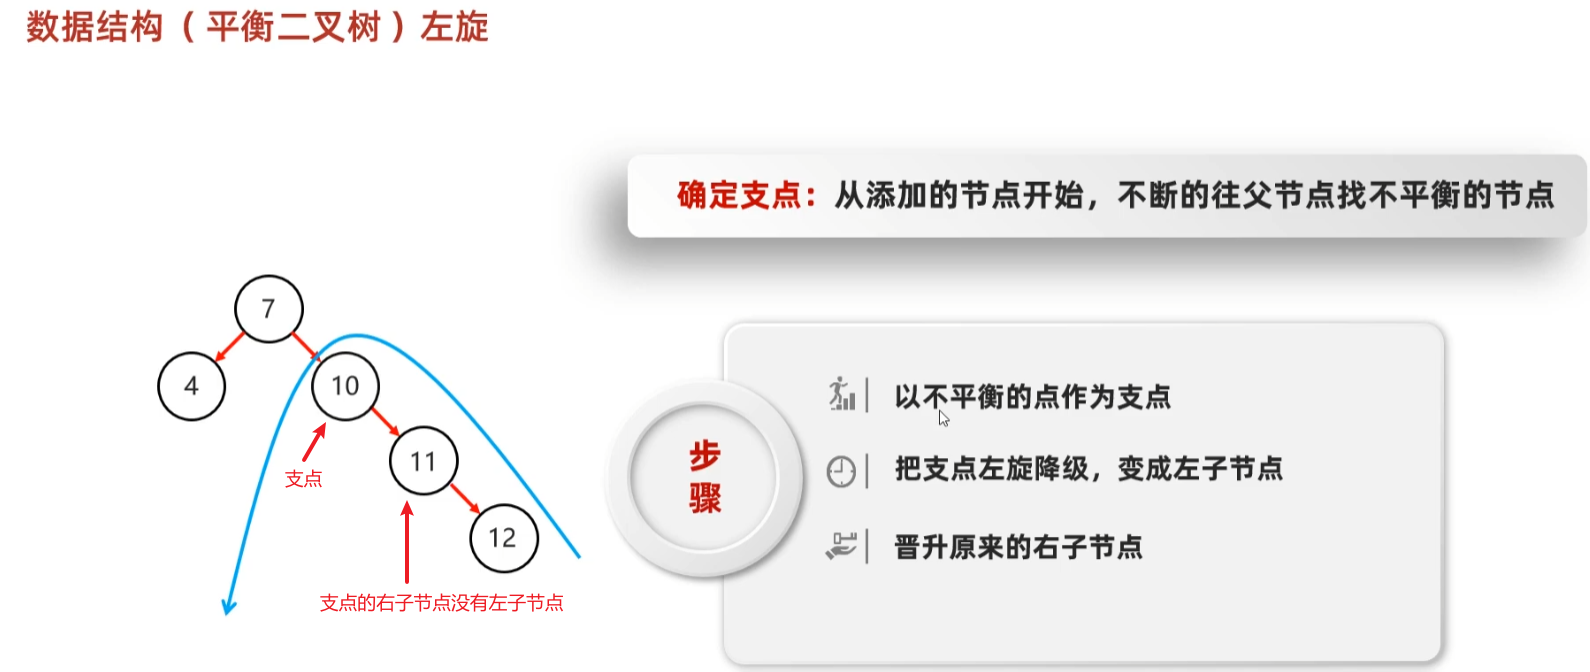 数据结构（平衡二叉树）左旋
确定支点：从添加的节点开始，不断的往父节点找不平衡的节点
7
4
10
11
12
支点
支点的右子节点没有左子节点
步
骤
以不平衡的点作为支点
把支点左旋降级，变成左子节点
晋升原来的右子节点